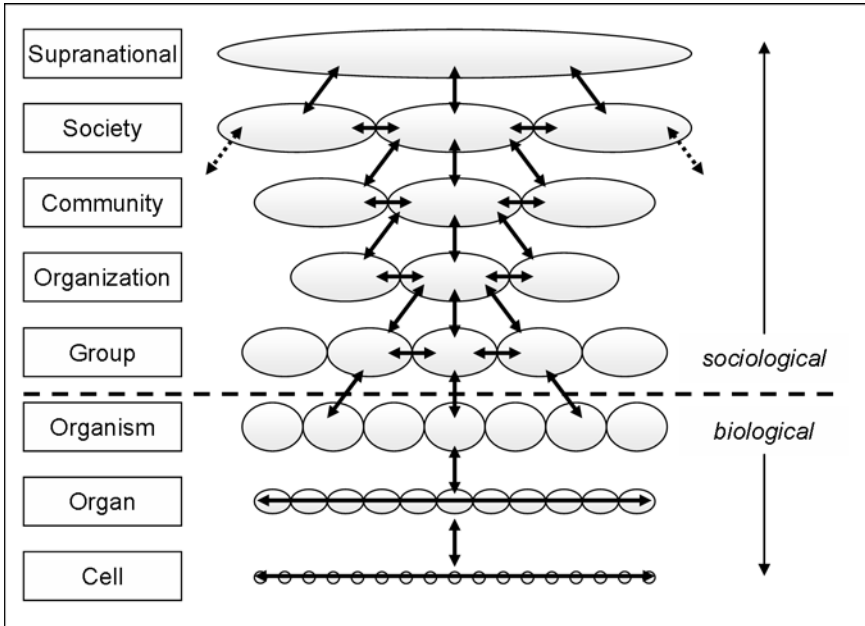 Supranational
Society
Community
Organization
Group
sociological
Organism
biological
Organ
Cell